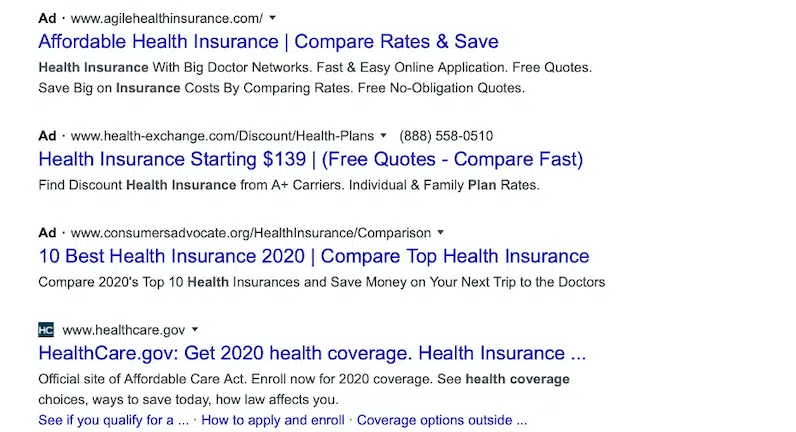 Ad · www.agilehealthinsurance.com/
Affordable Health Insurance | Compare Rates & Save
Health Insurance With Big Doctor Networks. Fast & Easy Online Application. Free Quotes.
Save Big on Insurance Costs By Comparing Rates. Free No-Obligation Quotes.
Ad · www.health-exchange.com/Discount/Health-Plans (888) 558-0510
Health Insurance Starting $139 | (Free Quotes - Compare Fast)
Find Discount Health Insurance from A+ Carriers. Individual & Family Plan Rates.
Ad · www.consumersadvocate.org/HealthInsurance/Comparison
10 Best Health Insurance 2020 | Compare Top Health Insurance
Compare 2020's Top 10 Health Insurances and Save Money on Your Next Trip to the Doctors
HC www.healthcare.gov
HealthCare.gov: Get 2020 health coverage. Health Insurance ...
Official site of Affordable Care Act. Enroll now for 2020 coverage. See health coverage
choices, ways to save today, how law affects you.
See if you qualify for a ... · How to apply and enroll · Coverage options outside ...